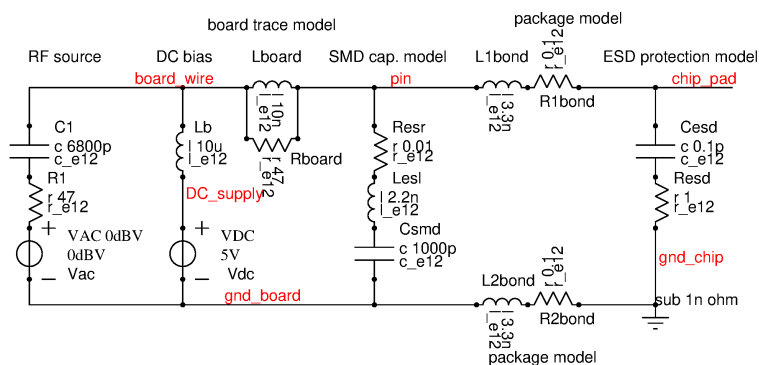 package model
board trace model
RF source
DC bias
Lboard
SMD cap. model
L1bond
r 0.1
r_e12
ESD protection model
board_wire
pin
chip_pad
l 10n
l_e12
l 3.3n
l_e12
R1bond
C1
c 6800p
c_e12
Lb
l 10u
l_e12
Rboard
r 47
r_e12
Resr
r 0.01
r_e12
Cesd
c 0.1p
c_e12
R1
r 47
r_e12
DC_supply
Lesl
l 2.2n
l_e12
Resd
r 1
r_e12
VAC 0dBV
0dBV
Vac
VDC
5V
Vdc
Csmd
c 1000p
c_e12
gnd_chip
r 0.1
r_e12
L2bond
gnd_board
sub 1n ohm
l 3.3n
l_e12
R2bond
package model